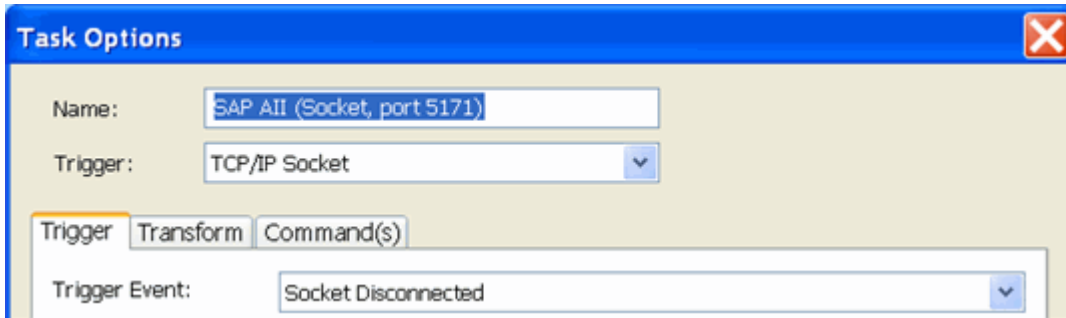 Task Options
Name: SAP AII (Socket, port 5171)
Trigger: TCP/IP Socket
Trigger Transform Command(s)
Trigger Event: Socket Disconnected